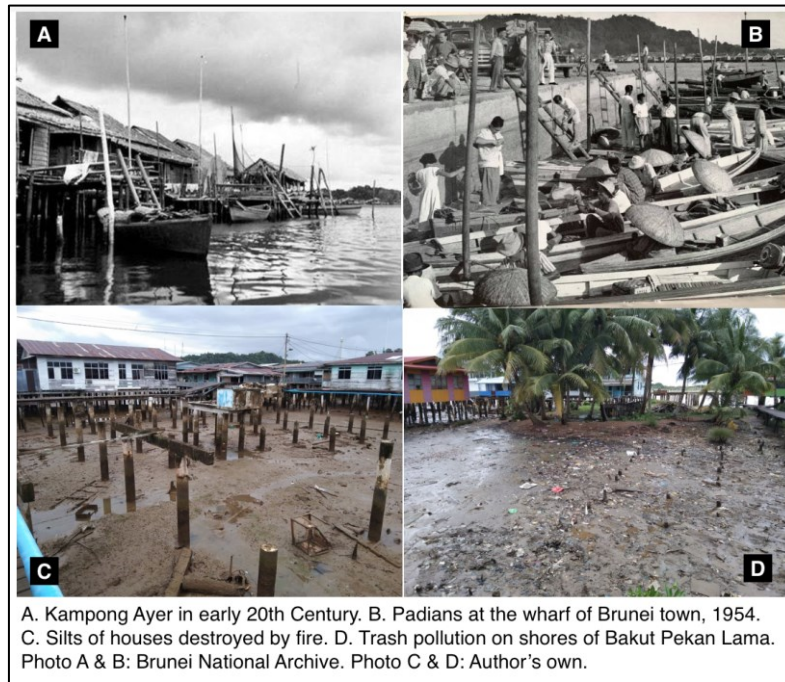 A
B
C
D
A. Kampong Ayer in early 20th Century. B. Padians at the wharf of Brunei town, 1954.
C. Silts of houses destroyed by fire. D. Trash pollution on shores of Bakut Pekan Lama.
Photo A & B: Brunei National Archive. Photo C & D: Author's own.